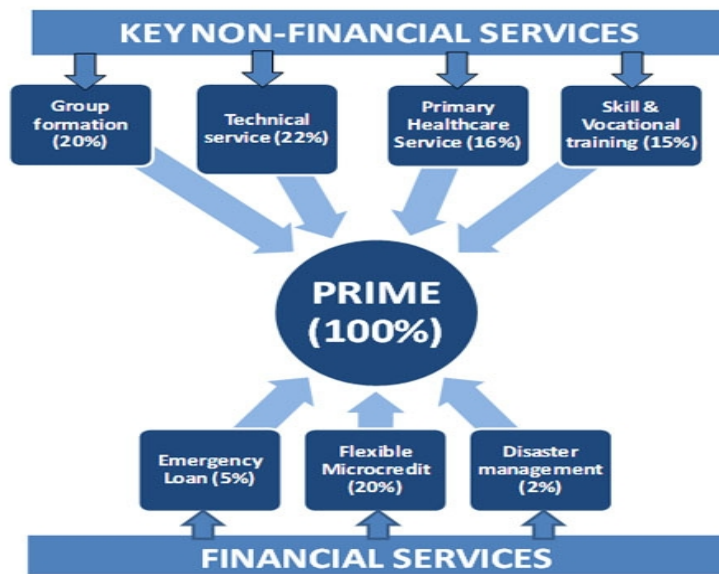 KEY NON-FINANCIAL SERVICES
Group
formation
(20%)
Technical
service (22%)
Primary
Healthcare
Service (16%)
Skill &
Vocational
training (15%)
PRIME
(100%)
Emergency
Loan (5%)
Flexible
Microcredit
(20%)
Disaster
management
(2%)
FINANCIAL SERVICES